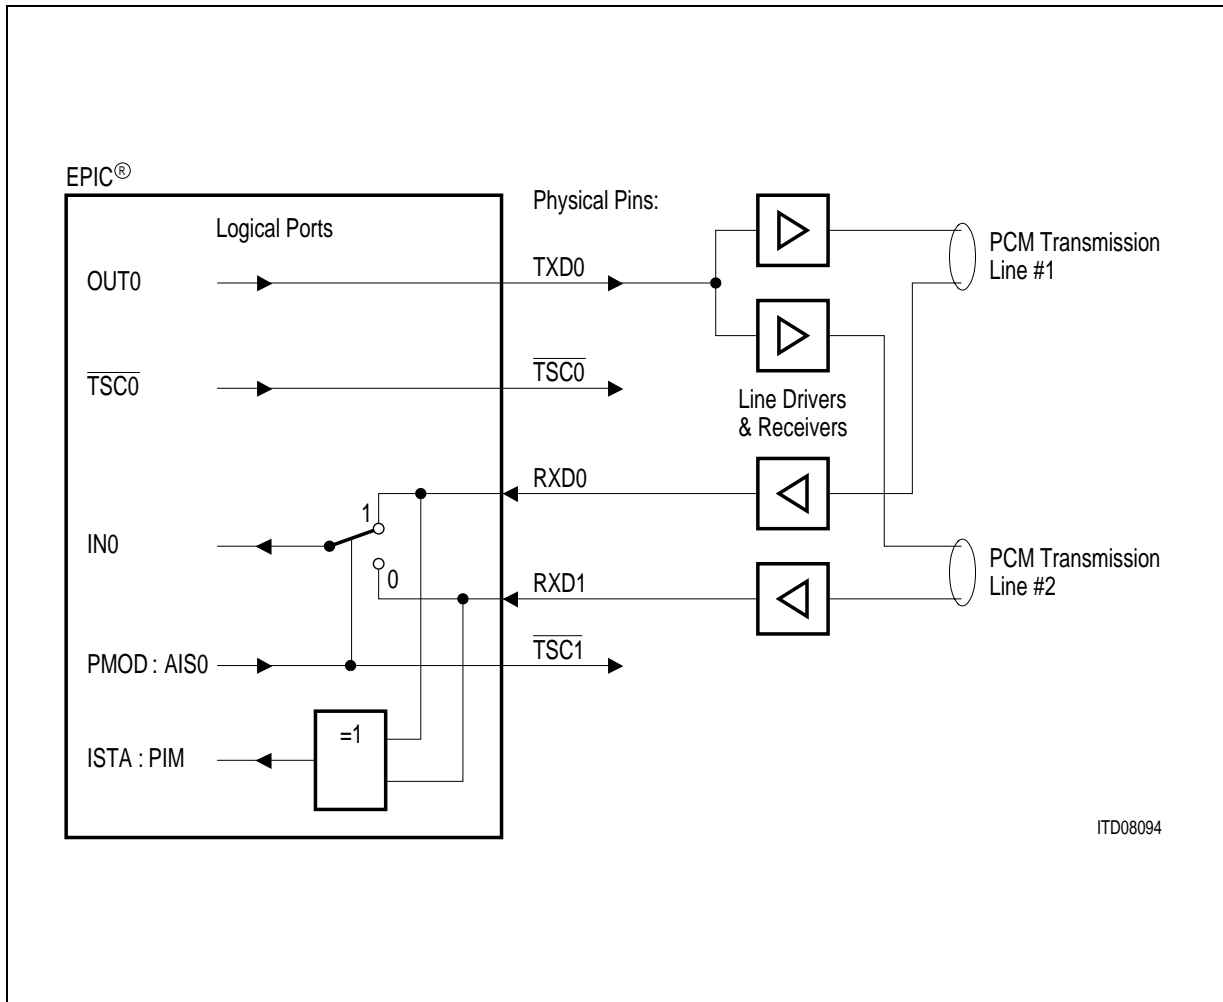 EPIC®
Logical Ports
Physical Pins:
OUT0
TXD0
PCM Transmission
Line #1
TSC0
TSC0
Line Drivers
& Receivers
RXD0
1
IN0
0
RXD1
PCM Transmission
Line #2
PMOD : AIS0
TSC1
=1
ISTA : PIM
ITD08094